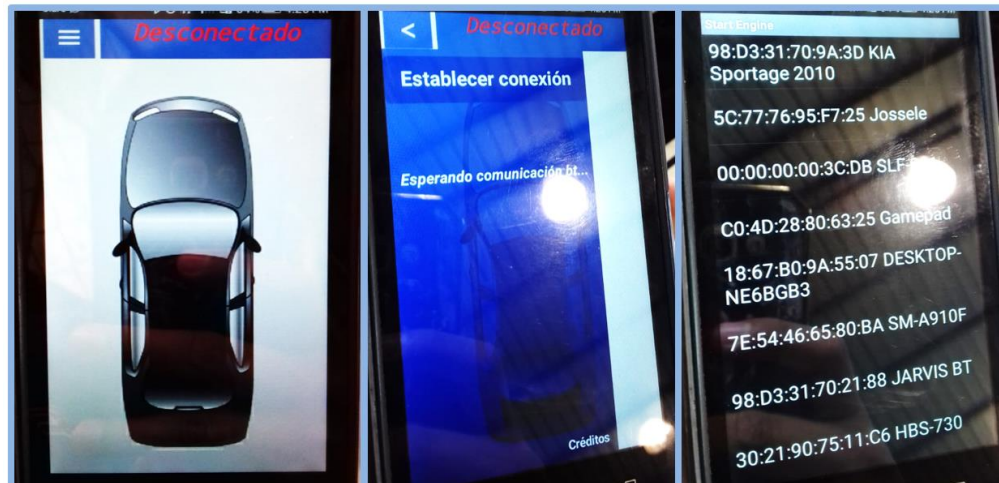 Desconectado
<
Desconectado
Establecer conexión
Esperando comunicación bt...
Créditos
Start Engine
98:D3:31:70:9A:3D KIA
Sportage 2010
5C:77:76:95:F7:25 Jossele
00:00:00:00:3C:DB SLF
C0:4D:28:80:63:25 Gamepad
18:67:B0:9A:55:07 DESKTOP-
NE6BGB3
7E:54:46:65:80:BA SM-A910F
98:D3:31:70:21:88 JARVIS BT
30:21:90:75:11:C6 HBS-730